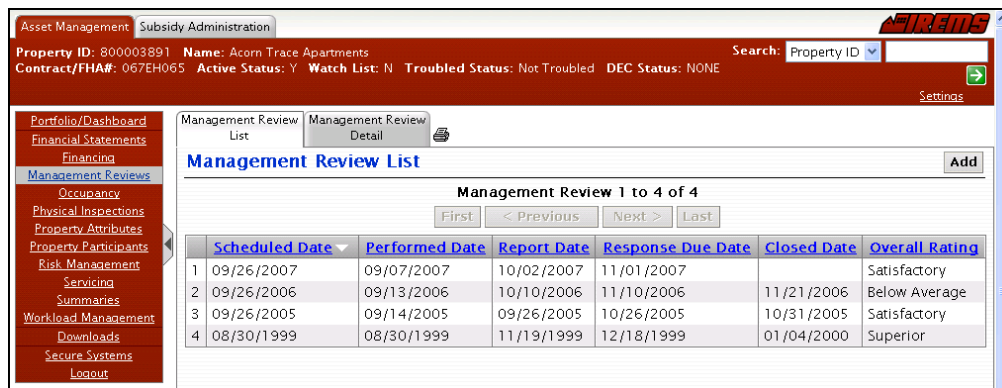 Asset Management Subsidy Administration
iREMS
Property ID: 800003891 Name: Acorn Trace Apartments
Search: Property ID
Contract/FHA#: 067EH065 Active Status: Y Watch List: N Troubled Status: Not Troubled DEC Status: NONE
Settings
Portfolio/Dashboard
Financial Statements
Financing
Management Reviews
Occupancy
Physical Inspections
Property Attributes
Property Participants
Risk Management
Servicing
Summaries
Workload Management
Downloads
Secure Systems
Logout
Management Review List
Management Review Detail
Management Review List
Add
Management Review 1 to 4 of 4
First < Previous Next > Last
Scheduled Date Performed Date Report Date Response Due Date Closed Date Overall Rating
1 09/26/2007 09/07/2007 10/02/2007 11/01/2007 Satisfactory
2 09/26/2006 09/13/2006 10/10/2006 11/10/2006 11/21/2006 Below Average
3 09/26/2005 09/14/2005 09/26/2005 10/26/2005 10/31/2005 Satisfactory
4 08/30/1999 08/30/1999 11/19/1999 12/18/1999 01/04/2000 Superior